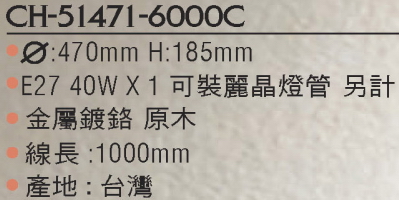 CH-51471-6000C
Ø:470mm H:185mm
E27 40W X 1 可裝麗晶燈管 另計
金屬鍍鉻 原木
線長 :1000mm
產地 : 台灣